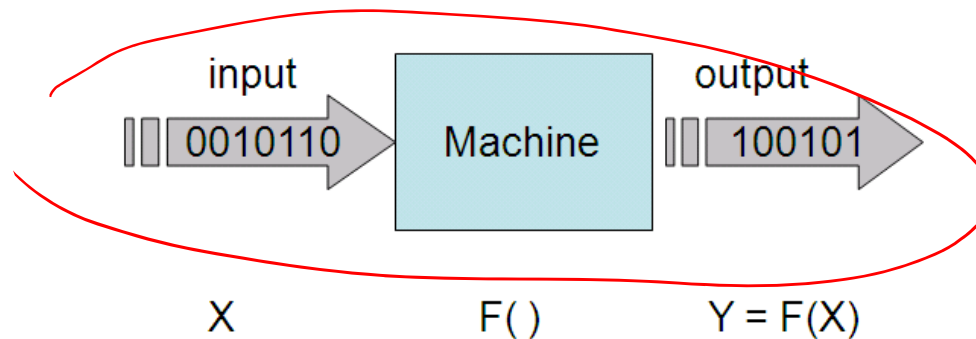 input output
0010110 Machine 100101
X F( ) Y = F(X)